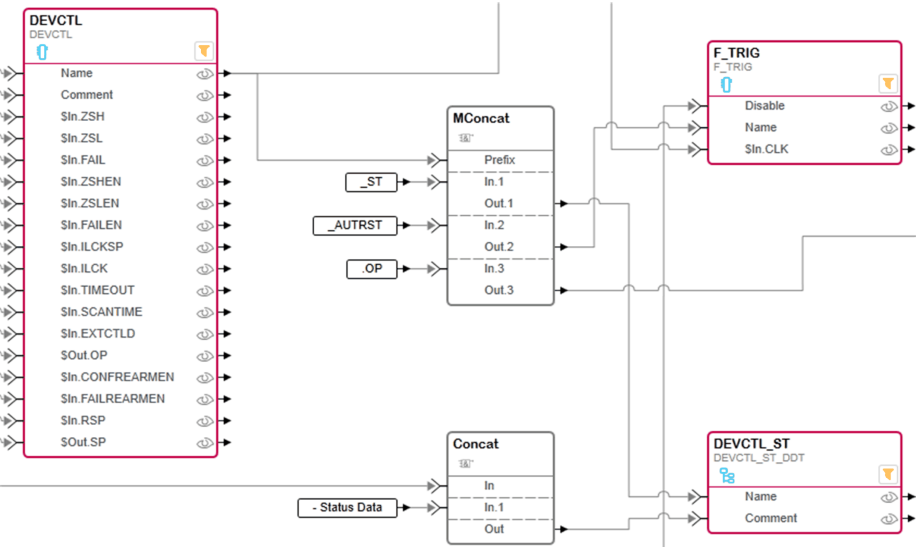 DEVCTL
DEVCTL
Name
Comment
$In.ZSH
$In.ZSL
$In.FAIL
$In.ZSHEN
$In.ZSLEN
$In.FAILEN
$In.ILCKSP
$In.ILCK
$In.TIMEOUT
$In.SCANTIME
$In.EXTCTLD
$Out.OP
$In.CONFREARMEN
$In.FAILREARMEN
$In.RSP
$Out.SP
_ST
_AUTRST
.OP
MConcat
Prefix
In.1
Out.1
In.2
Out.2
In.3
Out.3
- Status Data
Concat
In
In.1
Out
F_TRIG
F_TRIG
Disable
Name
$In.CLK
DEVCTL_ST
DEVCTL_ST_DDT
Name
Comment